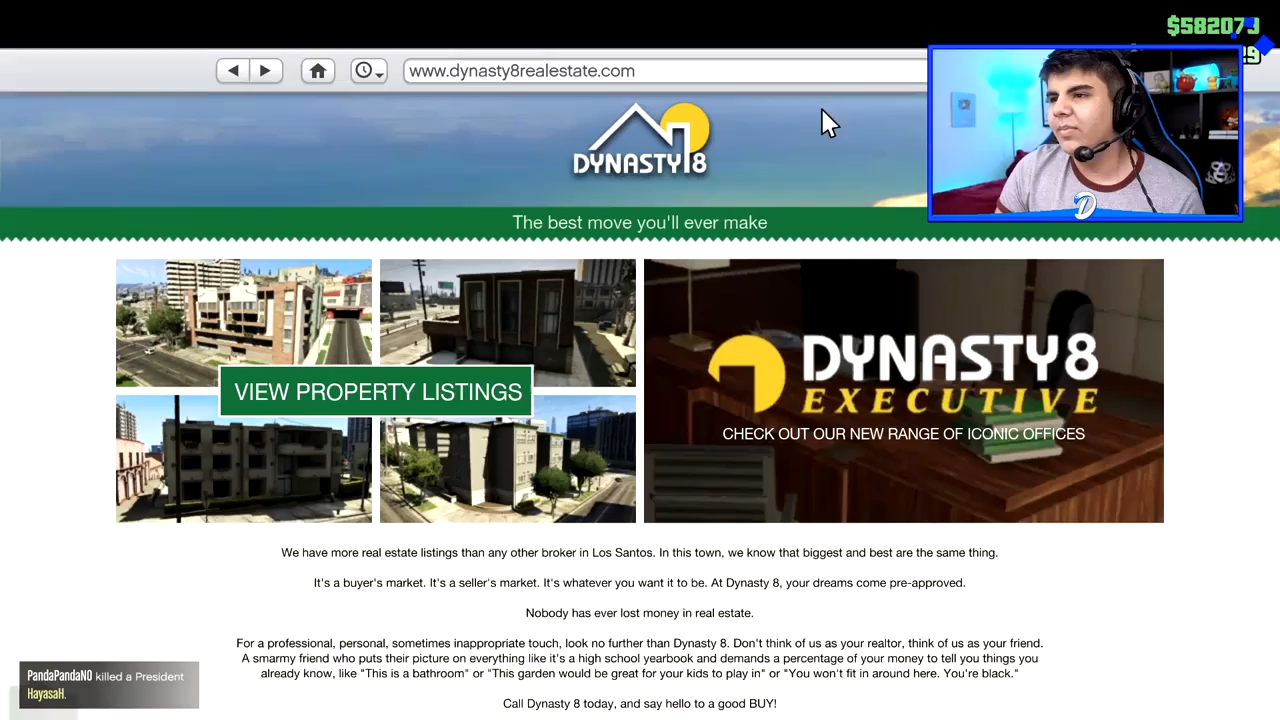 $582073
29
www.dynasty8realestate.com
DYNASTY 8
The best move you'll ever make
VIEW PROPERTY LISTINGS
DYNASTY 8
EXECUTIVE
CHECK OUT OUR NEW RANGE OF ICONIC OFFICES
We have more real estate listings than any other broker in Los Santos. In this town, we know that biggest and best are the same thing.
It's a buyer's market. It's a seller's market. It's whatever you want it to be. At Dynasty 8, your dreams come pre-approved.
Nobody has ever lost money in real estate.
For a professional, personal, sometimes inappropriate touch, look no further than Dynasty 8. Don't think of us as your realtor, think of us as your friend.
A smarmy friend who puts their picture on everything like it's a high school yearbook and demands a percentage of your money to tell you things you
already know, like "This is a bathroom" or "This garden would be great for your kids to play in" or "You won't fit in around here. You're black."
Call Dynasty 8 today, and say hello to a good BUY!
PandaPandaNO killed a President
HayasaH.